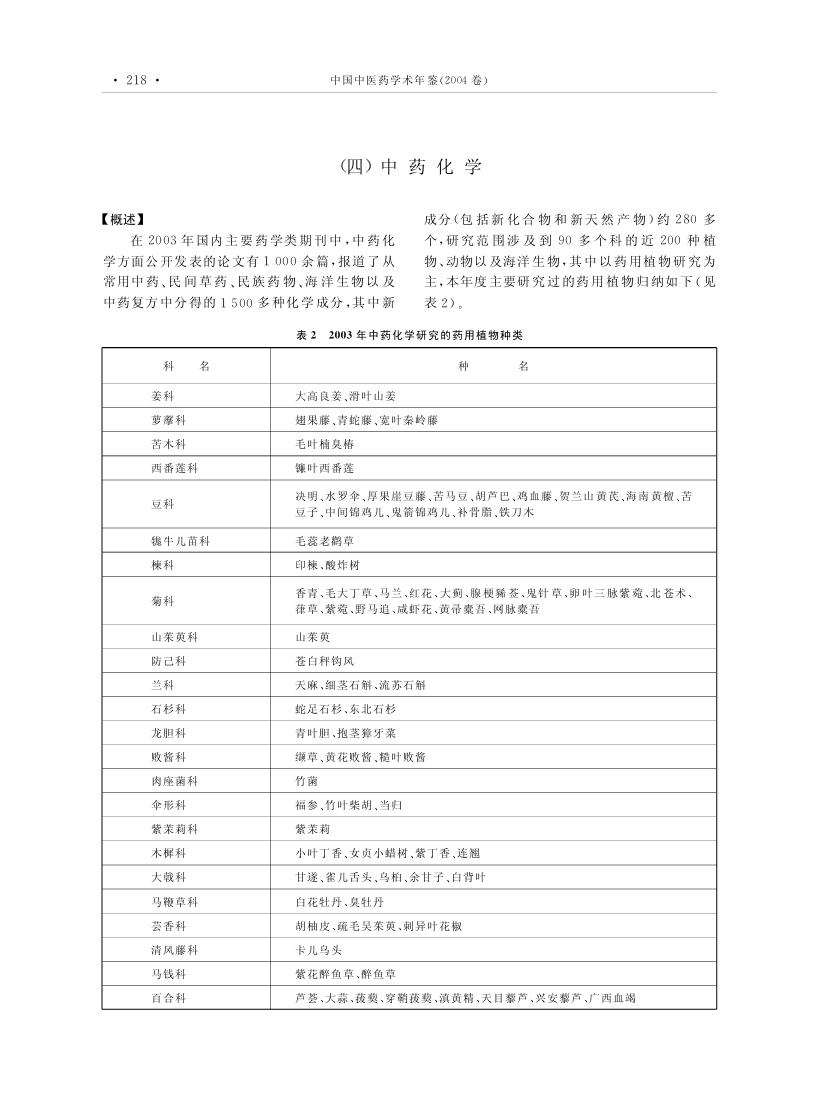 · 218 ·
中国中医药学术年鉴(2004 卷)
(四) 中 药 化 学
【概述】
在 2003 年国内主要药学类期刊中,中药化
学方面公开发表的论文有 1 000 余篇,报道了从
常用中药、民间草药、民族药物、海洋生物以及
中药复方中分得的 1 500 多种化学成分,其中新
成分(包括新化合物和新天然产物)约 280 多
个,研究范围涉及到 90 多个科的近 200 种植
物、动物以及海洋生物,其中以药用植物研究为
主,本年度主要研究过的药用植物归纳如下(见
表 2)。
表 2 2003 年中药化学研究的药用植物种类
科 名 种 名
姜科 大高良姜、滑叶山姜
萝藦科 翅果藤、青蛇藤、宽叶秦岭藤
苦木科 毛叶楠臭椿
西番莲科 镰叶西番莲
豆科 决明、水罗伞、厚果崖豆藤、苦马豆、胡芦巴、鸡血藤、贺兰山黄芪、海南黄檀、苦
豆子、中间锦鸡儿、鬼箭锦鸡儿、补骨脂、铁刀木
牻牛儿苗科 毛蕊老鹳草
楝科 印楝、酸炸树
菊科 香青、毛大丁草、马兰、红花、大蓟、腺梗豨莶、鬼针草、卵叶三脉紫菀、北苍术、
葎草、紫菀、野马追、咸虾花、黄帚橐吾、网脉橐吾
山茱萸科 山茱萸
防己科 苍白秤钩风
兰科 天麻、细茎石斛、流苏石斛
石杉科 蛇足石杉、东北石杉
龙胆科 青叶胆、抱茎獐牙菜
败酱科 缬草、黄花败酱、糙叶败酱
肉座菌科 竹菌
伞形科 福参、竹叶柴胡、当归
紫茉莉科 紫茉莉
木樨科 小叶丁香、女贞小蜡树、紫丁香、连翘
大戟科 甘遂、雀儿舌头、乌桕、余甘子、白背叶
马鞭草科 白花牡丹、臭牡丹
芸香科 胡柚皮、疏毛吴茱萸、刺异叶花椒
清风藤科 卡儿乌头
马钱科 紫花醉鱼草、醉鱼草
百合科 芦荟、大蒜、菝葜、穿鞘菝葜、滇黄精、天目藜芦、兴安藜芦、广西血竭